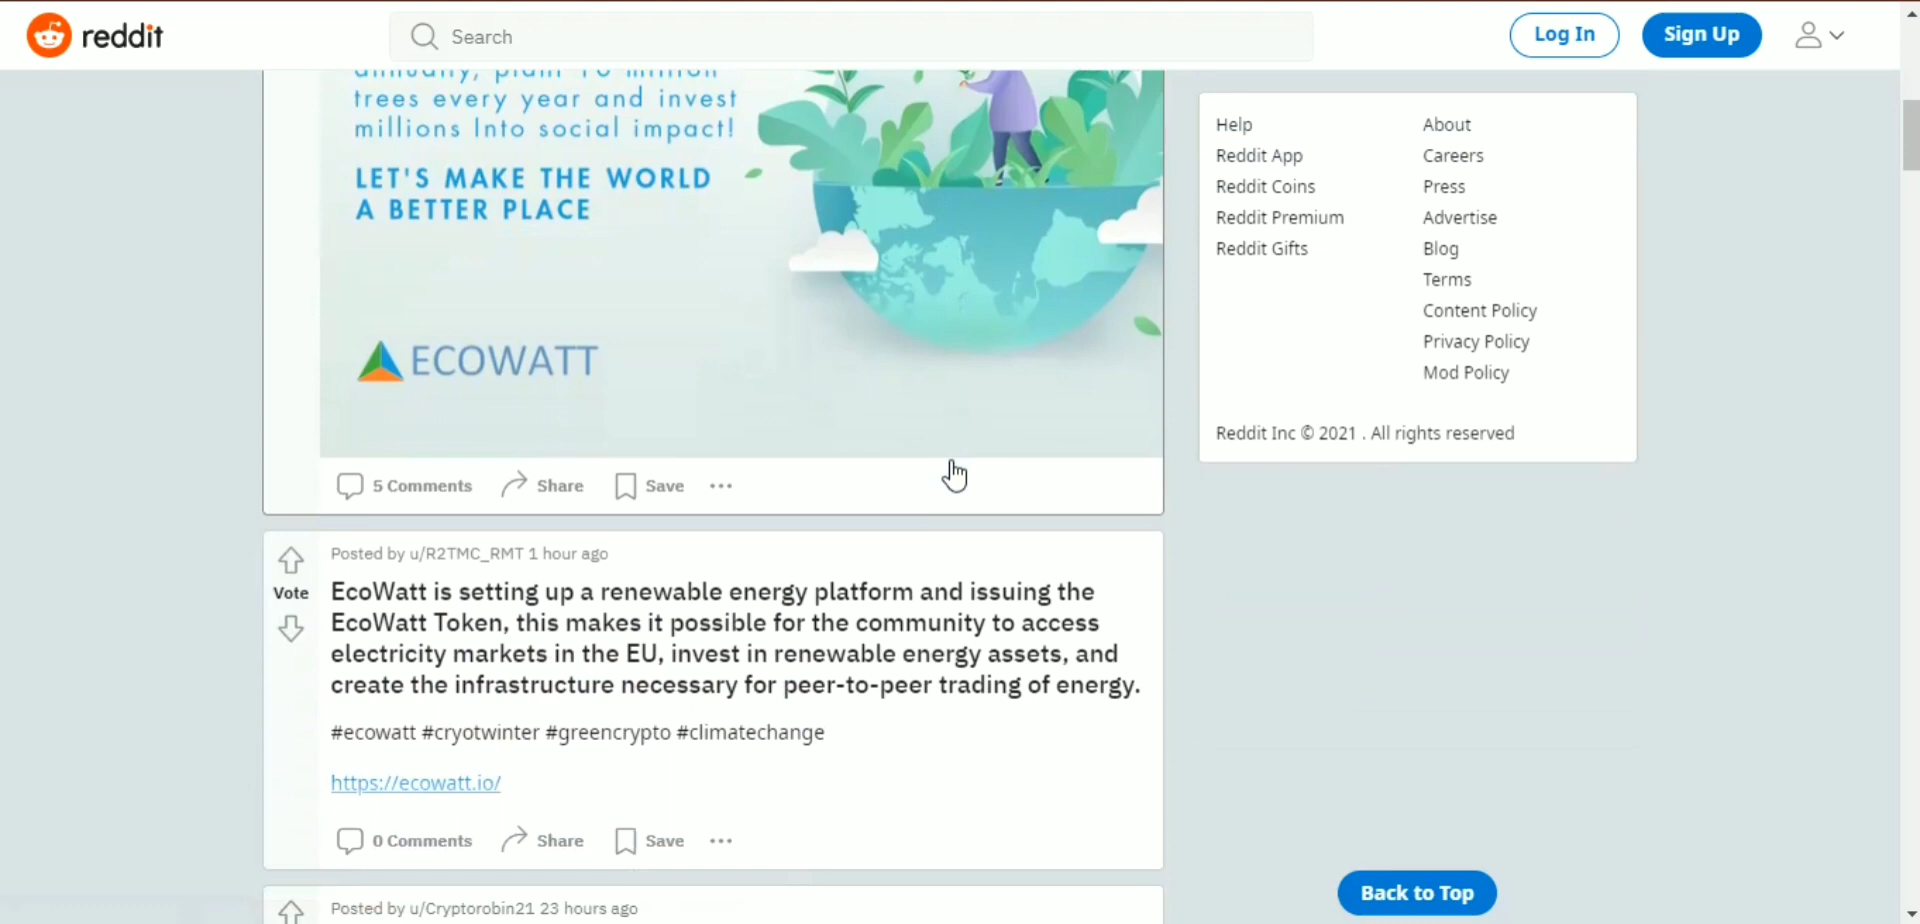 reddit
Search
Log In
Sign Up
trees every year and invest
millions Into social impact!
LET'S MAKE THE WORLD
A BETTER PLACE
ECOWATT
5 Comments
Share
Save
Posted by u/R2TMC_RMT 1 hour ago
Vote
EcoWatt is setting up a renewable energy platform and issuing the
EcoWatt Token, this makes it possible for the community to access
electricity markets in the EU, invest in renewable energy assets, and
create the infrastructure necessary for peer-to-peer trading of energy.
#ecowatt #cryotwinter #greencrypto #climatechange
https://ecowatt.io/
0 Comments
Share
Save
Posted by u/Cryptorobin21 23 hours ago
Help
Reddit App
Reddit Coins
Reddit Premium
Reddit Gifts
About
Careers
Press
Advertise
Blog
Terms
Content Policy
Privacy Policy
Mod Policy
Reddit Inc © 2021 . All rights reserved
Back to Top